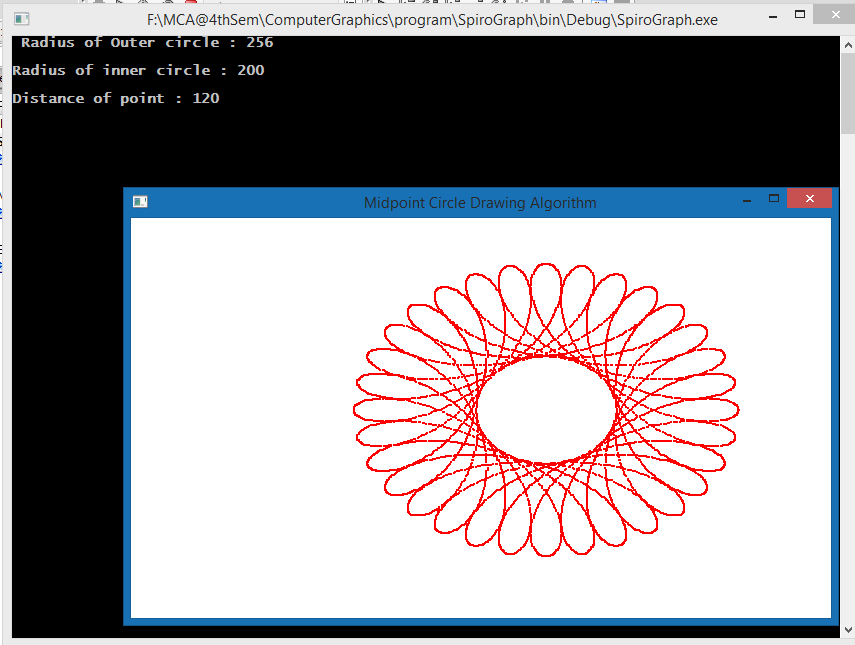 F:\MCA@4thSem\ComputerGraphics\program\SpiroGraph\bin\Debug\SpiroGraph.exe
Radius of Outer circle : 256
Radius of inner circle : 200
Distance of point : 120
Midpoint Circle Drawing Algorithm